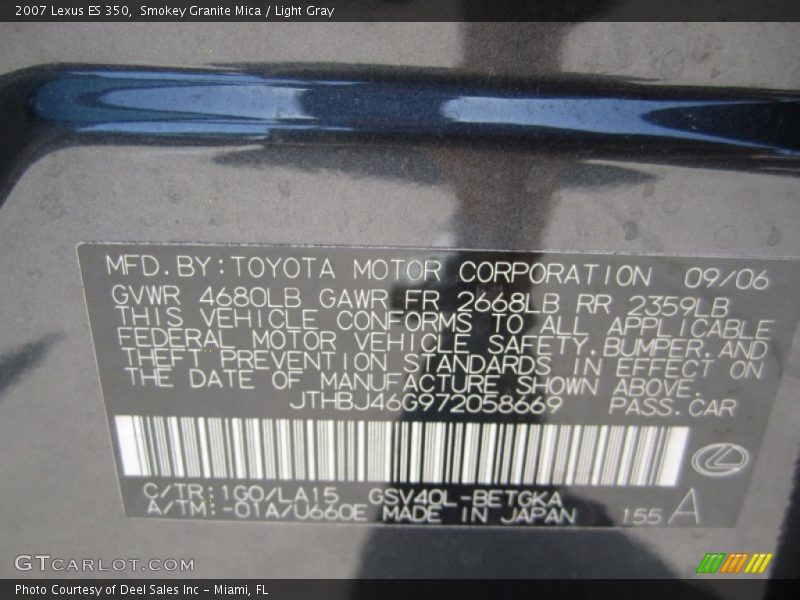 2007 Lexus ES 350, Smokey Granite Mica / Light Gray
MFD. BY: TOYOTA MOTOR CORPORATION 09/06
GVWR 4680LB GAWR FR 2668LB RR 2359LB
THIS VEHICLE CONFORMS TO ALL APPLICABLE
FEDERAL MOTOR VEHICLE SAFETY, BUMPER, AND
THEFT PREVENTION STANDARDS IN EFFECT ON
THE DATE OF MANUFACTURE SHOWN ABOVE.
JTHBJ46G972058669 PASS. CAR
C/TR: 1G0/LA15 GSV40L-BETGKA
A/TM: -01A/U660E MADE IN JAPAN 155 A
GTCARLOT.COM
Photo Courtesy of Deel Sales Inc - Miami, FL